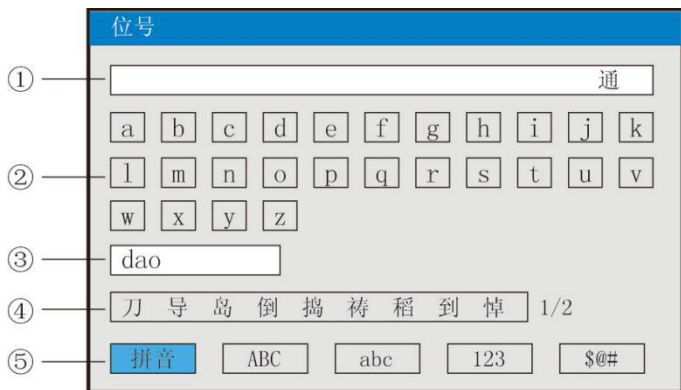 位号
① 通
a b c d e f g h i j k
② l m n o p q r s t u v
w x y z
③ dao
④ 刀 导 岛 倒 捣 祷 稻 到 悼 1/2
⑤ 拼音 ABC abc 123 $@#